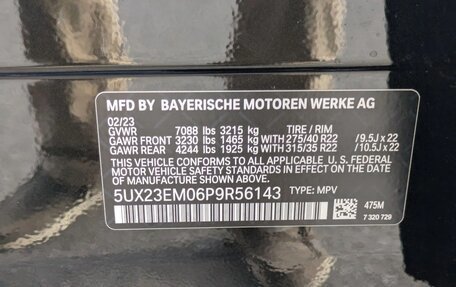 MFD BY BAYERISCHE MOTOREN WERKE AG
02/23
GVWR 7088 lbs 3215 kg TIRE / RIM
GAWR FRONT 3230 lbs 1465 kg WITH 275/40 R22 /9.5J x 22
GAWR REAR 4244 lbs 1925 kg WITH 315/35 R22 /10.5J x 22
THIS VEHICLE CONFORMS TO ALL APPLICABLE U. S. FEDERAL
MOTOR VEHICLE SAFETY STANDARDS IN EFFECT ON THE DATE OF MANUFACTURE SHOWN ABOVE.
5UX23EM06P9R56143 TYPE: MPV
475M
7 320 729